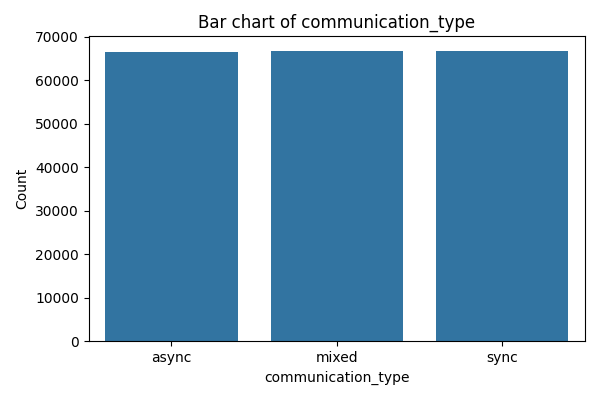 Bar chart of communication_type
70000
60000
50000
40000
30000
20000
10000
0
Count
async mixed sync
communication_type